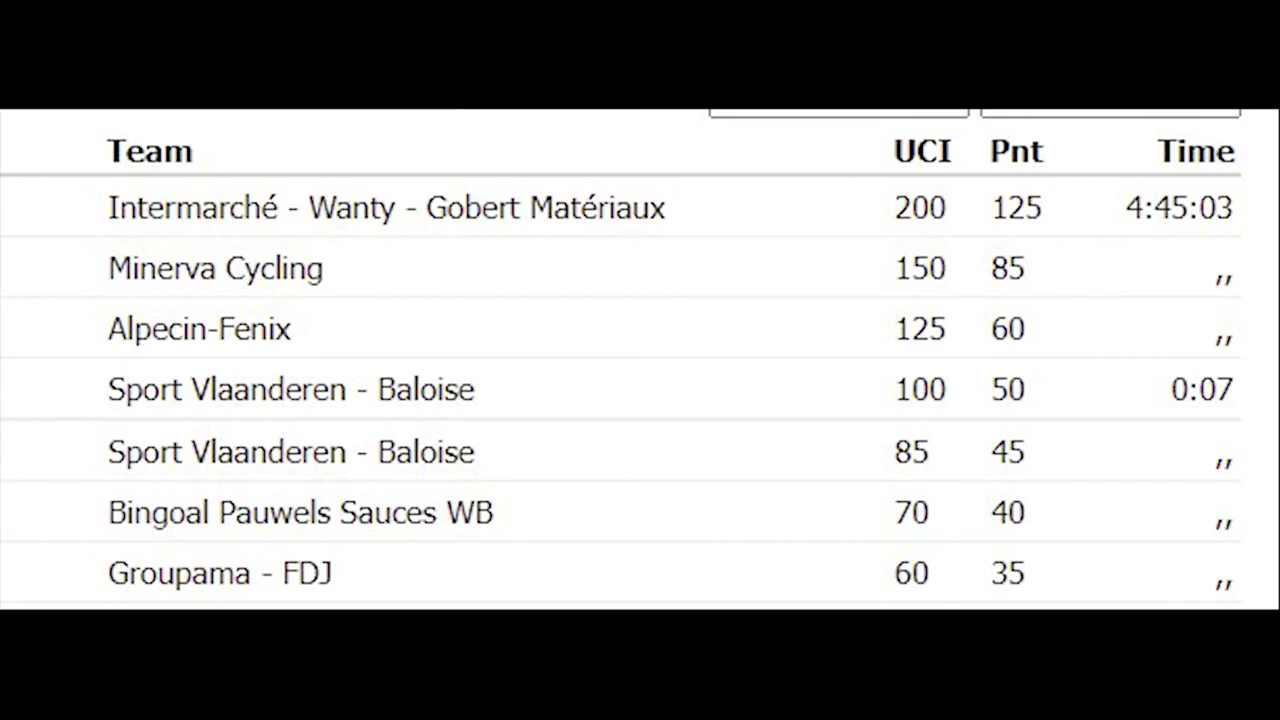 Team UCI Pnt Time
Intermarché - Wanty - Gobert Matériaux 200 125 4:45:03
Minerva Cycling 150 85 ,,
Alpecin-Fenix 125 60 ,,
Sport Vlaanderen - Baloise 100 50 0:07
Sport Vlaanderen - Baloise 85 45 ,,
Bingoal Pauwels Sauces WB 70 40 ,,
Groupama - FDJ 60 35 ,,